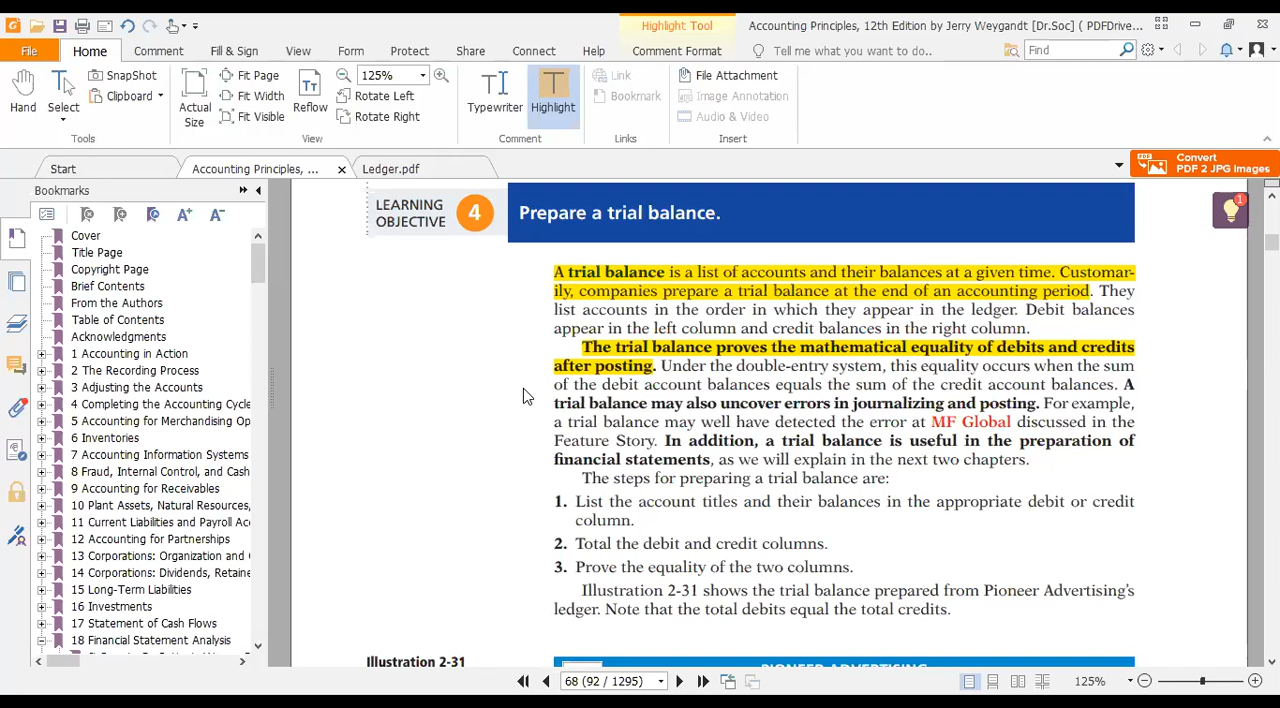 Highlight Tool
Accounting Principles, 12th Edition by Jerry Weygandt [Dr.Soc] ( PDFDrive...
File
Home
Comment
Fill & Sign
View
Form
Protect
Share
Connect
Help
Comment Format
Tell me what you want to do..
Find
Hand
Select
SnapShot
Clipboard
Tools
Actual
Size
Fit Page
Fit Width
Fit Visible
Reflow
125%
Rotate Left
Rotate Right
View
Typewriter
Highlight
Comment
Link
Bookmark
Links
File Attachment
Image Annotation
Audio & Video
Insert
Start
Accounting Principles, ...
Ledger.pdf
Convert
PDF 2 JPG Images
Bookmarks
Cover
Title Page
Copyright Page
Brief Contents
From the Authors
Table of Contents
Acknowledgments
1 Accounting in Action
2 The Recording Process
3 Adjusting the Accounts
4 Completing the Accounting Cycle
5 Accounting for Merchandising Op
6 Inventories
7 Accounting Information Systems
8 Fraud, Internal Control, and Cash
9 Accounting for Receivables
10 Plant Assets, Natural Resources,
11 Current Liabilities and Payroll Acc
12 Accounting for Partnerships
13 Corporations: Organization and
14 Corporations: Dividends, Retaine
15 Long-Term Liabilities
16 Investments
17 Statement of Cash Flows
18 Financial Statement Analysis
LEARNING
OBJECTIVE
4
Prepare a trial balance.
1
A trial balance is a list of accounts and their balances at a given time. Customar-
ily, companies prepare a trial balance at the end of an accounting period. They
list accounts in the order in which they appear in the ledger. Debit balances
appear in the left column and credit balances in the right column.
The trial balance proves the mathematical equality of debits and credits
after posting. Under the double-entry system, this equality occurs when the sum
of the debit account balances equals the sum of the credit account balances. A
trial balance may also uncover errors in journalizing and posting. For example,
a trial balance may well have detected the error at MF Global discussed in the
Feature Story. In addition, a trial balance is useful in the preparation of
financial statements, as we will explain in the next two chapters.
The steps for preparing a trial balance are:
1. List the account titles and their balances in the appropriate debit or credit
column.
2. Total the debit and credit columns.
3. Prove the equality of the two columns.
Illustration 2-31 shows the trial balance prepared from Pioneer Advertising's
ledger. Note that the total debits equal the total credits.
Illustration 2-31
PIONEER ADVERTISING
68 (92 / 1295)
125%